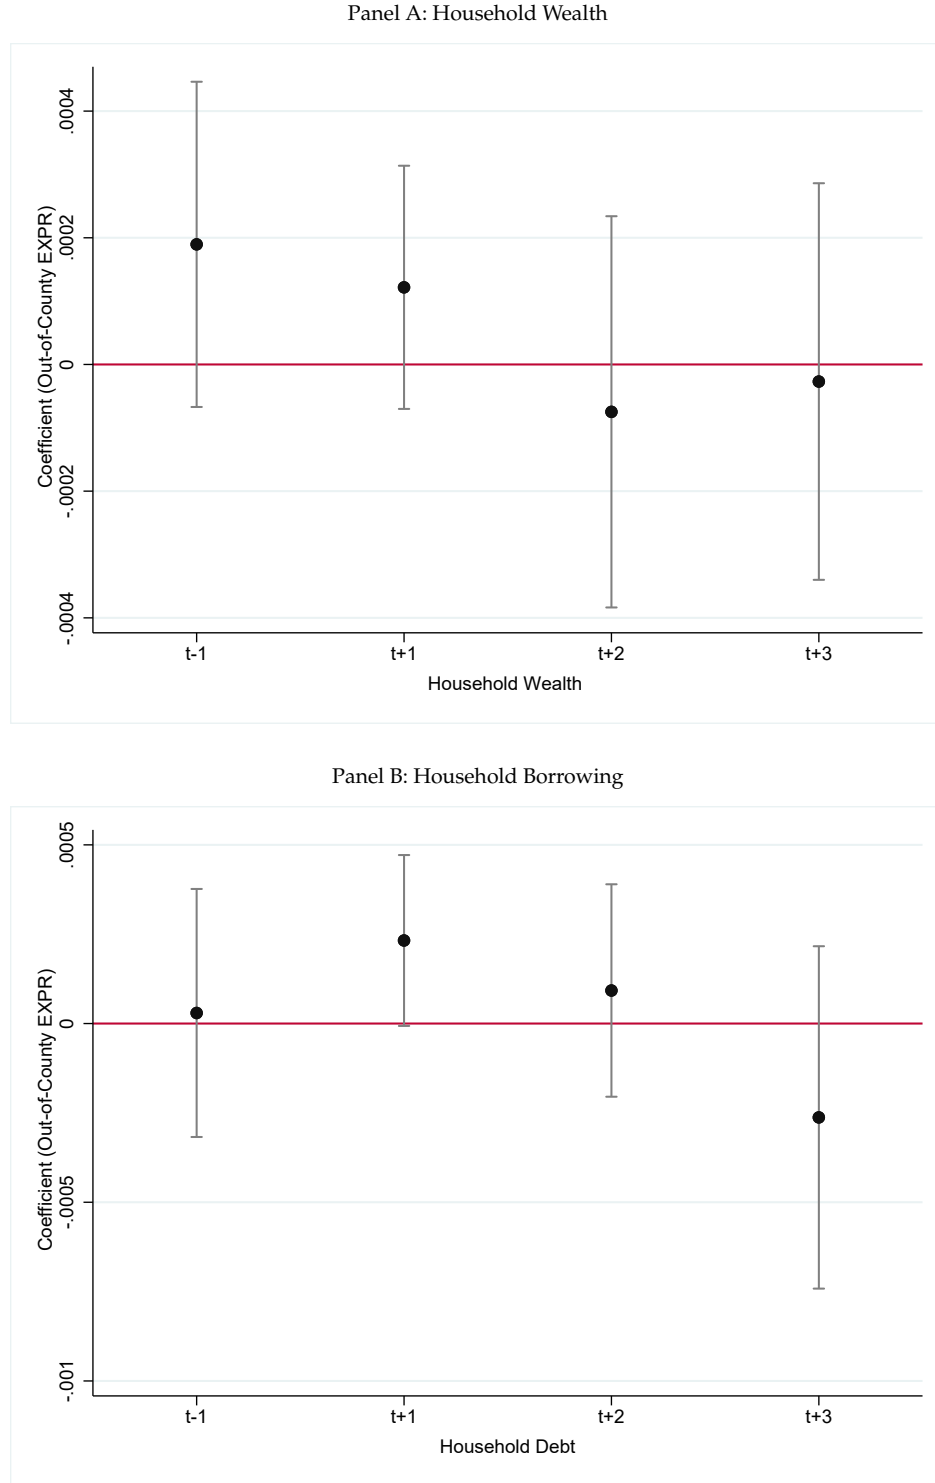 Panel A: Household Wealth
Coefficient (Out-of-County EXPR)
.0004
.0002
0
-.0002
-.0004
t-1 t+1 t+2 t+3
Household Wealth
Panel B: Household Borrowing
Coefficient (Out-of-County EXPR)
.0005
0
-.0005
-.001
t-1 t+1 t+2 t+3
Household Debt